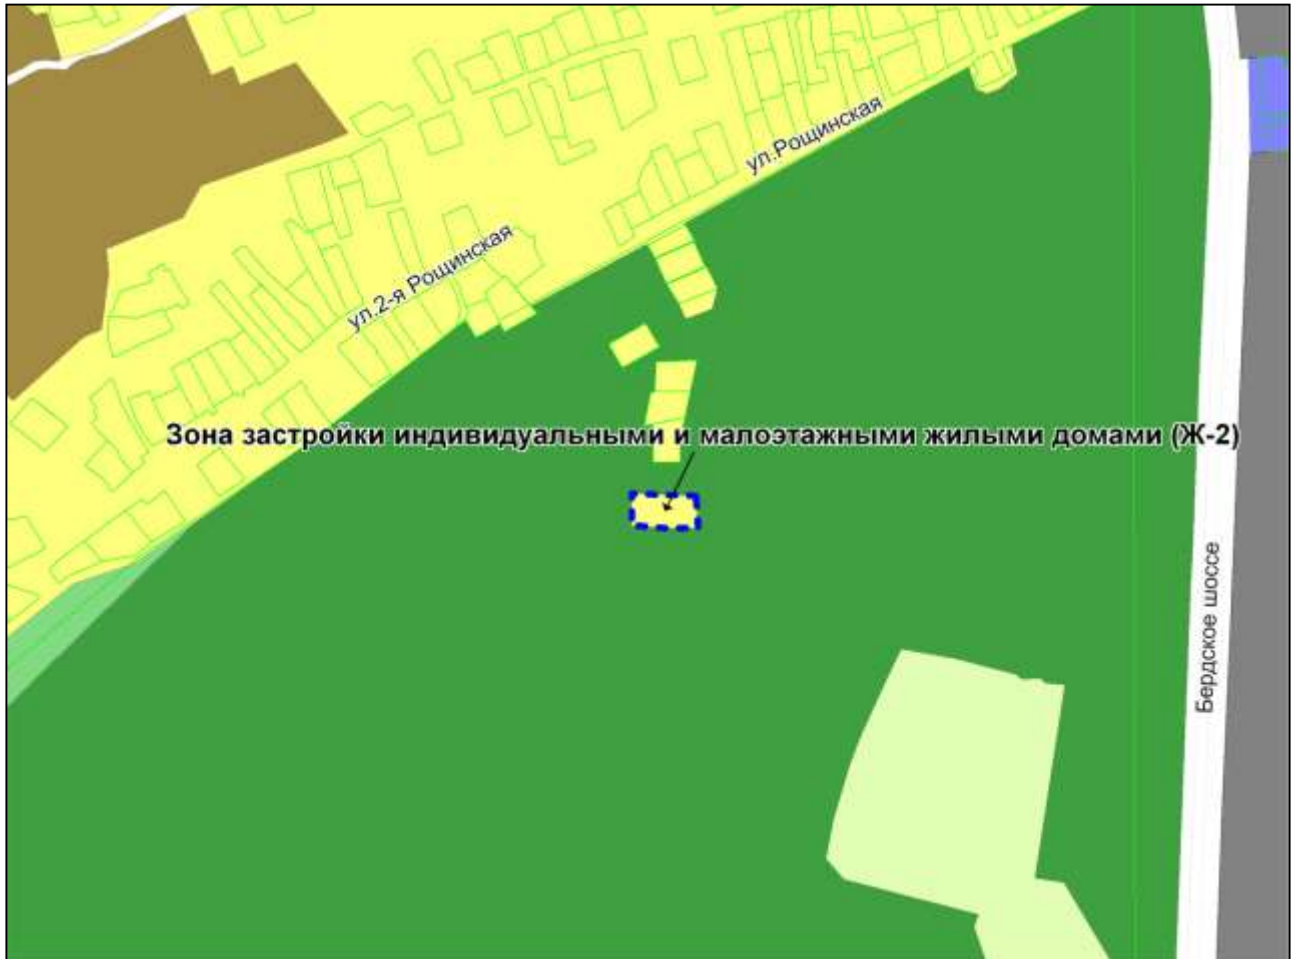 ул.Рощинская
ул.2-я Рощинская
Зона застройки индивидуальными и малоэтажными жилыми домами (Ж-2)
Бердское шоссе